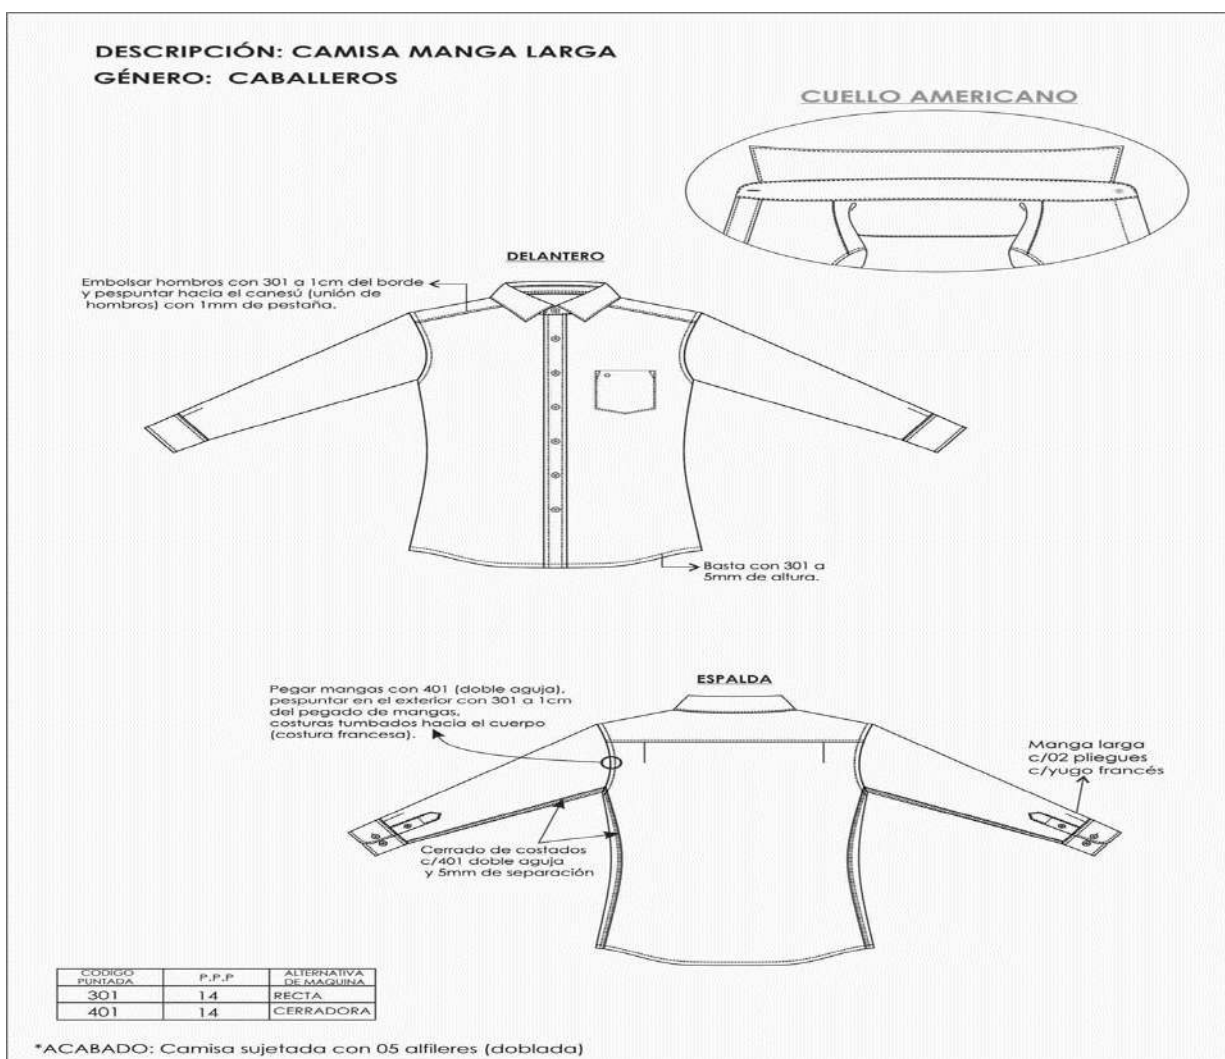 DESCRIPCIÓN: CAMISA MANGA LARGA
GÉNERO: CABALLEROS
CUELLO AMERICANO
DELANTERO
Embolsar hombros con 301 a 1cm del borde
y pespuntar hacia el canesú (unión de
hombros) con 1mm de pestaña.
Basta con 301 a
5mm de altura.
ESPALDA
Pegar mangas con 401 (doble aguja),
pespuntar en el exterior con 301 a 1cm
del pegado de mangas,
costuras tumbados hacia el cuerpo
(costura francesa).
Manga larga
c/02 pliegues
c/yugo francés
Cerrado de costados
c/401 doble aguja
y 5mm de separación
CODIGO PUNTADA P.P.P ALTERNATIVA DE MAQUINA
301 14 RECTA
401 14 CERRADORA
*ACABADO: Camisa sujetada con 05 alfileres (doblada)